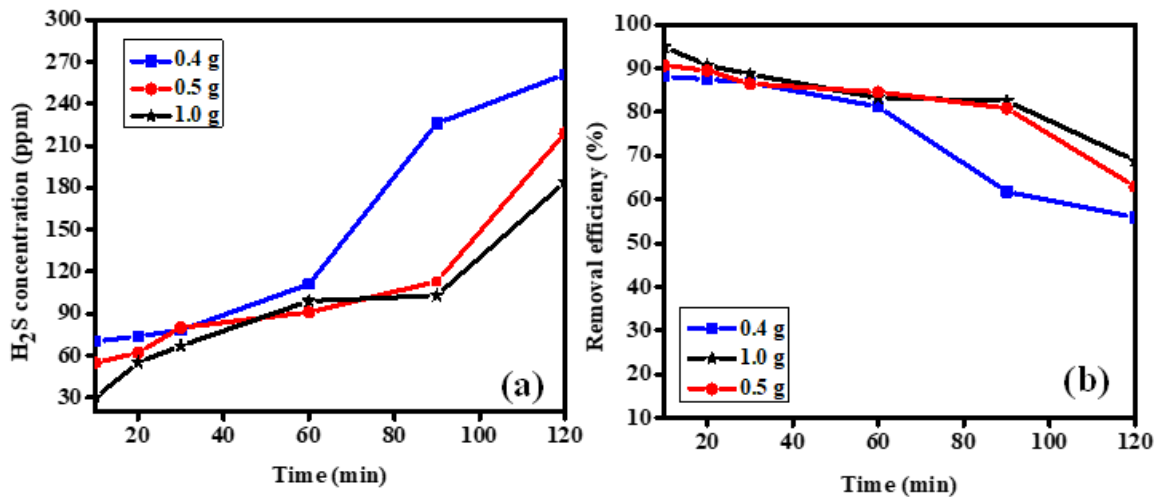 300
270
240
210
180
150
120
90
60
30
H₂S concentration (ppm)
0.4 g
0.5 g
1.0 g
(a)
20 40 60 80 100 120
Time (min)
100
90
80
70
60
50
40
30
20
10
Removal efficieny (%)
0.4 g
1.0 g
0.5 g
(b)
20 40 60 80 100 120
Time (min)